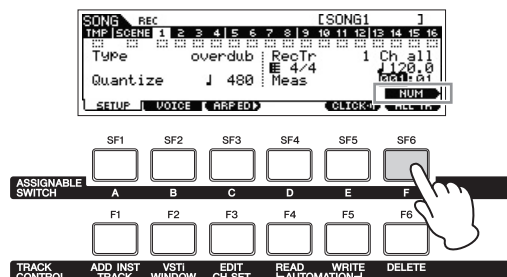 SONG REC [SONG1 ]
TMP SCENE 1 2 3 4 5 6 7 8 9 10 11 12 13 14 15 16
Type overdub RecTr 1 Ch all
4/4 ♩120.0
Quantize ♩ 480 Meas 001:01
NUM
SETUP VOICE ARP ED CLICK ALL TR
SF1 SF2 SF3 SF4 SF5 SF6
ASSIGNABLE SWITCH A B C D E F
F1 F2 F3 F4 F5 F6
TRACK CONTROL ADD INST TRACK VSTi WINDOW EDIT CH SET READ WRITE AUTOMATION DELETE